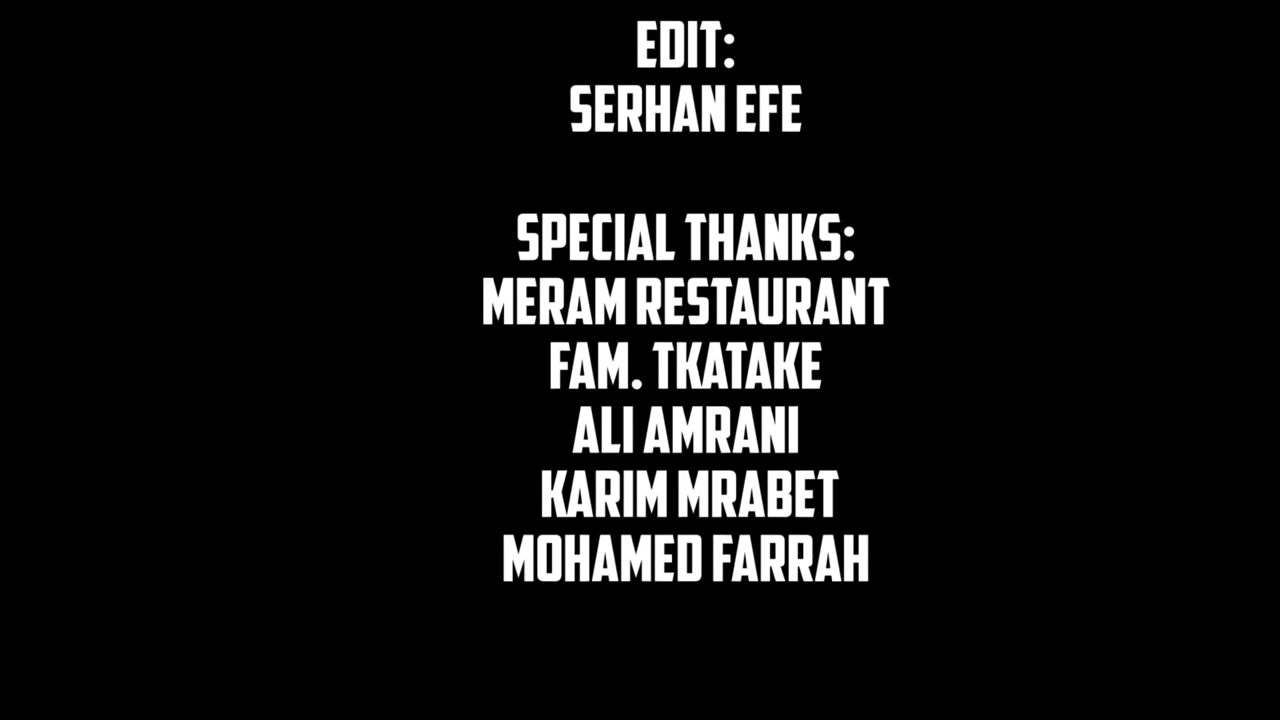 EDIT:
SERHAN EFE
SPECIAL THANKS:
MERAM RESTAURANT
FAM. TKATAKE
ALI AMRANI
KARIM MRABET
MOHAMED FARRAH